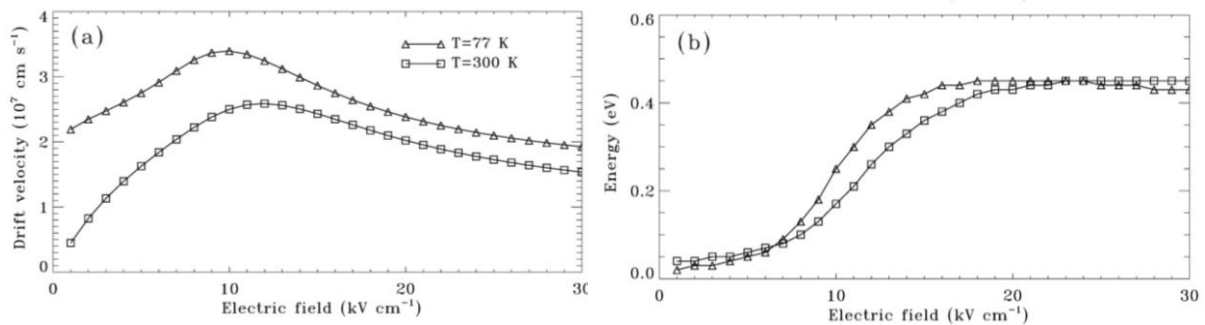 (a)
T=77 K
T=300 K
Drift velocity (10⁷ cm s⁻¹)
4
3
2
1
0
0 10 20 30
Electric field (kV cm⁻¹)
(b)
Energy (eV)
0.6
0.4
0.2
0.0
0 10 20 30
Electric field (kV cm⁻¹)